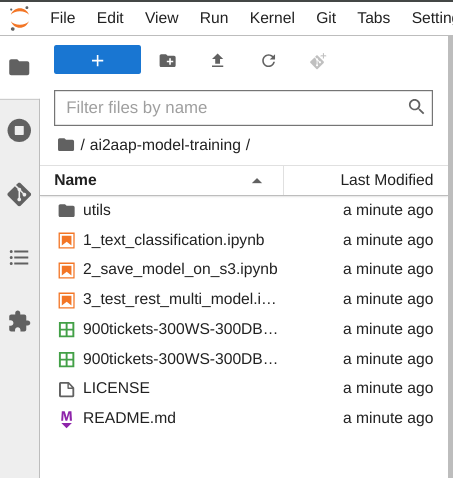 File Edit View Run Kernel Git Tabs Settin
Filter files by name
/ ai2aap-model-training /
Name Last Modified
utils a minute ago
1_text_classification.ipynb a minute ago
2_save_model_on_s3.ipynb a minute ago
3_test_rest_multi_model.i… a minute ago
900tickets-300WS-300DB… a minute ago
900tickets-300WS-300DB… a minute ago
LICENSE a minute ago
README.md a minute ago